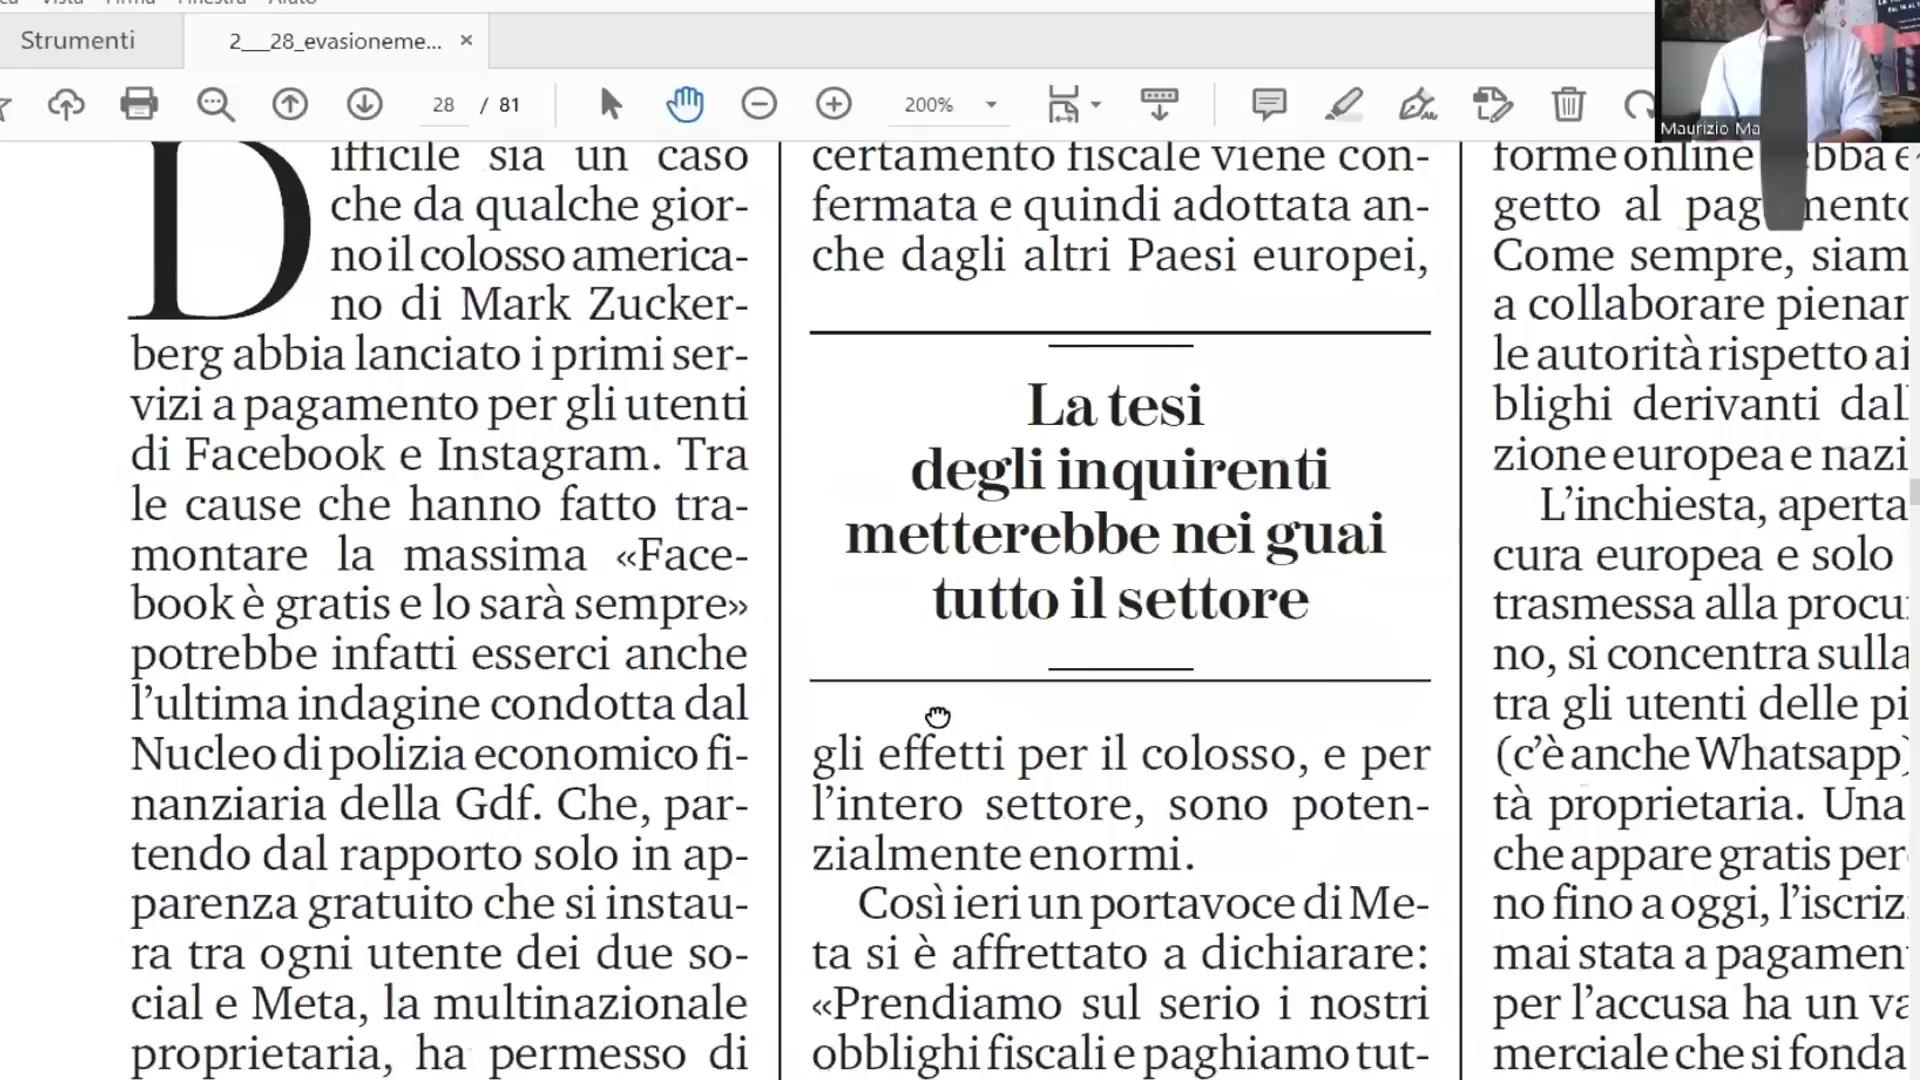 Strumenti
2___28_evasioneme...
28 / 81
200%
Maurizio Ma
Difficile sia un caso
che da qualche gior-
no il colosso america-
no di Mark Zucker-
berg abbia lanciato i primi ser-
vizi a pagamento per gli utenti
di Facebook e Instagram. Tra
le cause che hanno fatto tra-
montare la massima «Face-
book è gratis e lo sarà sempre»
potrebbe infatti esserci anche
l’ultima indagine condotta dal
Nucleo di polizia economico fi-
nanziaria della Gdf. Che, par-
tendo dal rapporto solo in ap-
parenza gratuito che si instau-
ra tra ogni utente dei due so-
cial e Meta, la multinazionale
proprietaria, ha permesso di
certamento fiscale viene con-
fermata e quindi adottata an-
che dagli altri Paesi europei,
La tesi
degli inquirenti
metterebbe nei guai
tutto il settore
gli effetti per il colosso, e per
l’intero settore, sono poten-
zialmente enormi.
Così ieri un portavoce di Me-
ta si è affrettato a dichiarare:
«Prendiamo sul serio i nostri
obblighi fiscali e paghiamo tut-
forme online
getto al
Come sempre, siam
a collaborare pienar
le autorità rispetto ai
blighi derivanti dal
zione europea e nazi
L’inchiesta, aperta
cura europea e solo
trasmessa alla procu
no, si concentra sulla
tra gli utenti delle pi
(c’è anche Whatsapp)
tà proprietaria. Una
che appare gratis per
no fino a oggi, l’iscriz
mai stata a pagamen
per l’accusa ha un va
merciale che si fonda